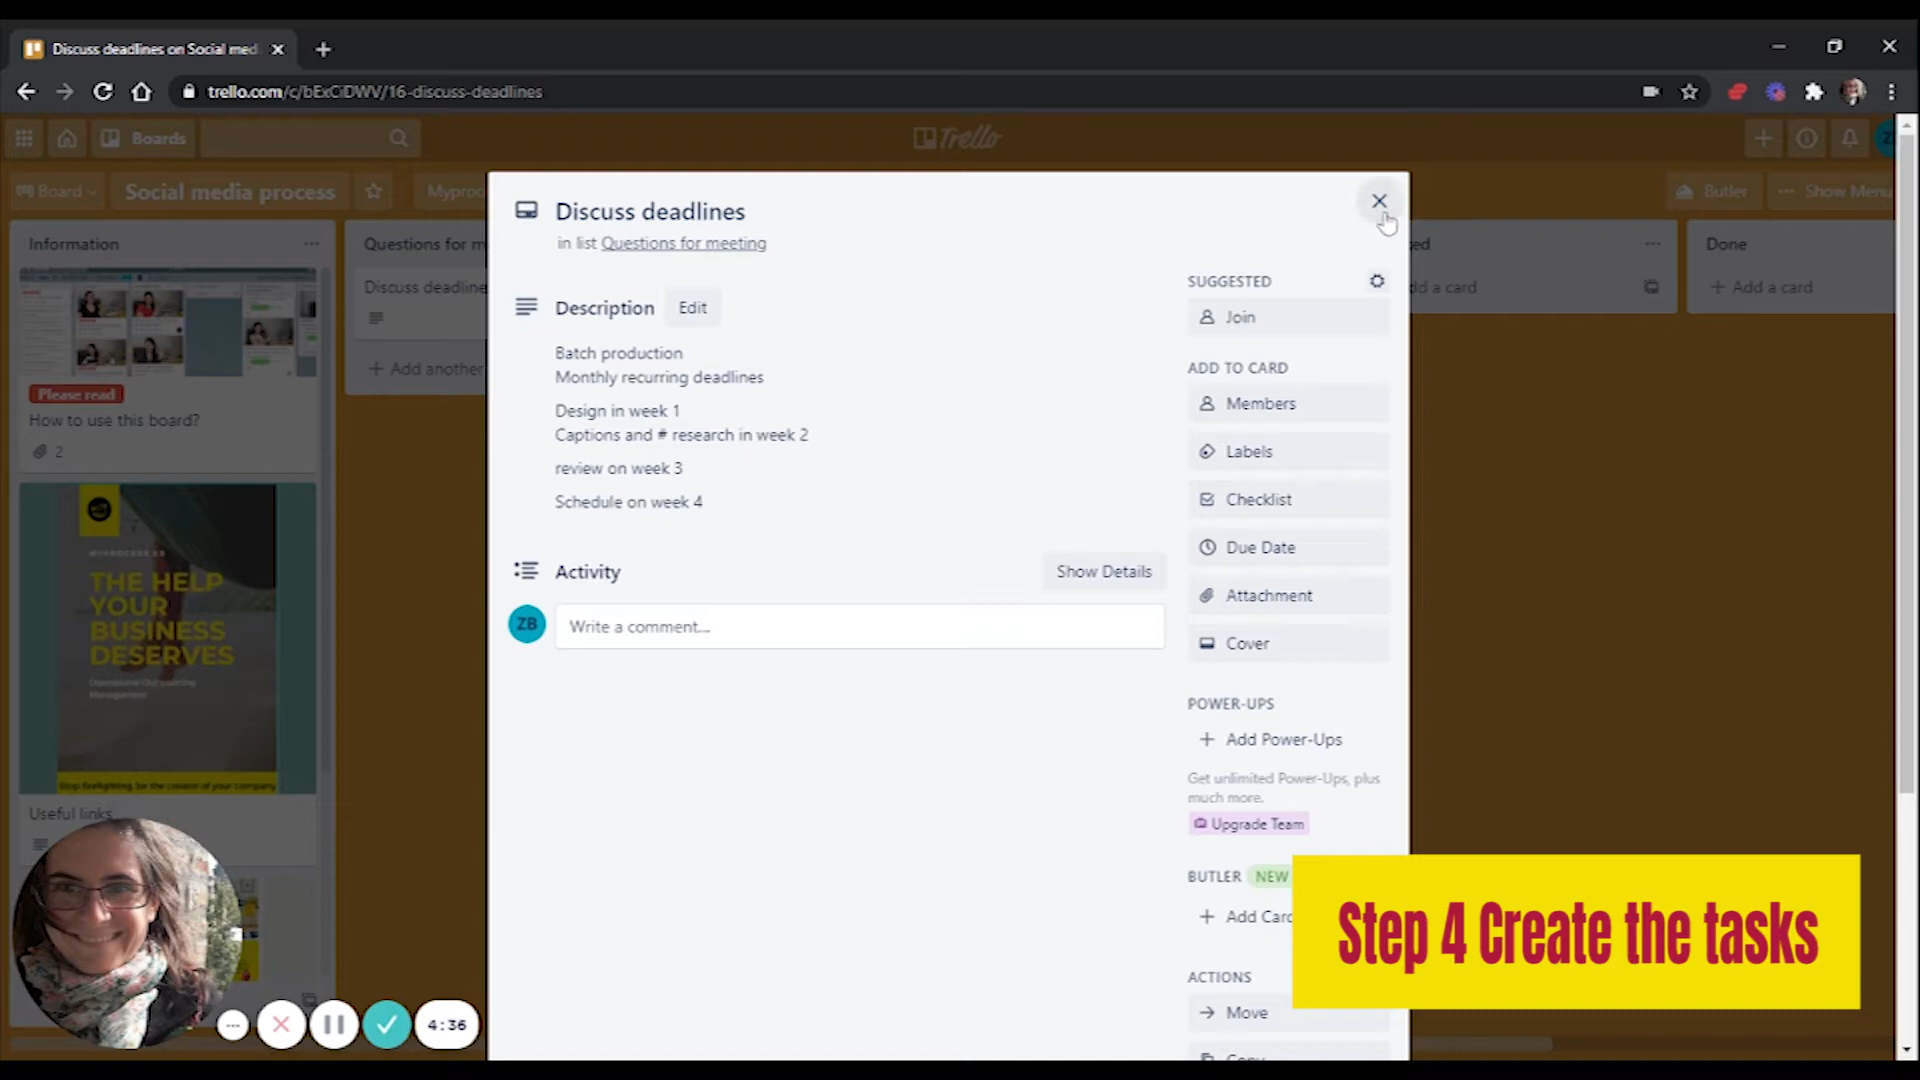 Discuss deadlines on Social med
trello.com/c/bExCiDWV/16-discuss-deadlines
Boards
Trello
Board
Social media process
Myproc
Butler
Show Menu
Information
Please read
How to use this board?
2
MYPROCESS.ES
THE HELP
YOUR
BUSINESS
DESERVES
Operational Outsourcing
Management
Stop firefighting, be the creator of your company
Useful links
Questions for m
Discuss deadline
Add another
Discuss deadlines
in list Questions for meeting
Description
Edit
Batch production
Monthly recurring deadlines
Design in week 1
Captions and # research in week 2
review on week 3
Schedule on week 4
Activity
Show Details
ZB
Write a comment...
SUGGESTED
Join
ADD TO CARD
Members
Labels
Checklist
Due Date
Attachment
Cover
POWER-UPS
Add Power-Ups
Get unlimited Power-Ups, plus
much more.
Upgrade Team
BUTLER NEW
Add Car
ACTIONS
Move
Copy
ed
d a card
Done
Add a card
4:36
Step 4 Create the tasks